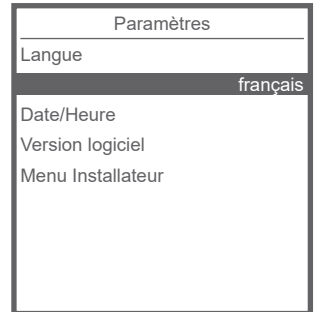 Paramètres
Langue
français
Date/Heure
Version logiciel
Menu Installateur